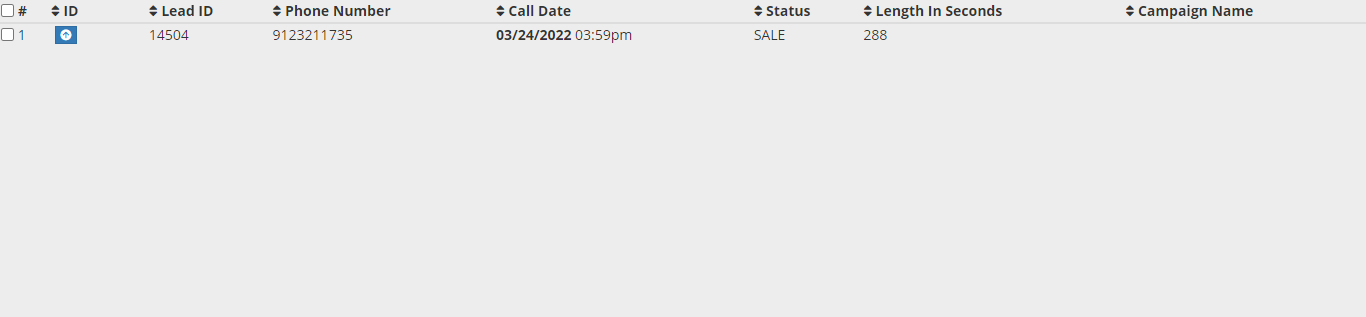 # ID Lead ID Phone Number Call Date Status Length In Seconds Campaign Name
1 14504 9123211735 03/24/2022 03:59pm SALE 288